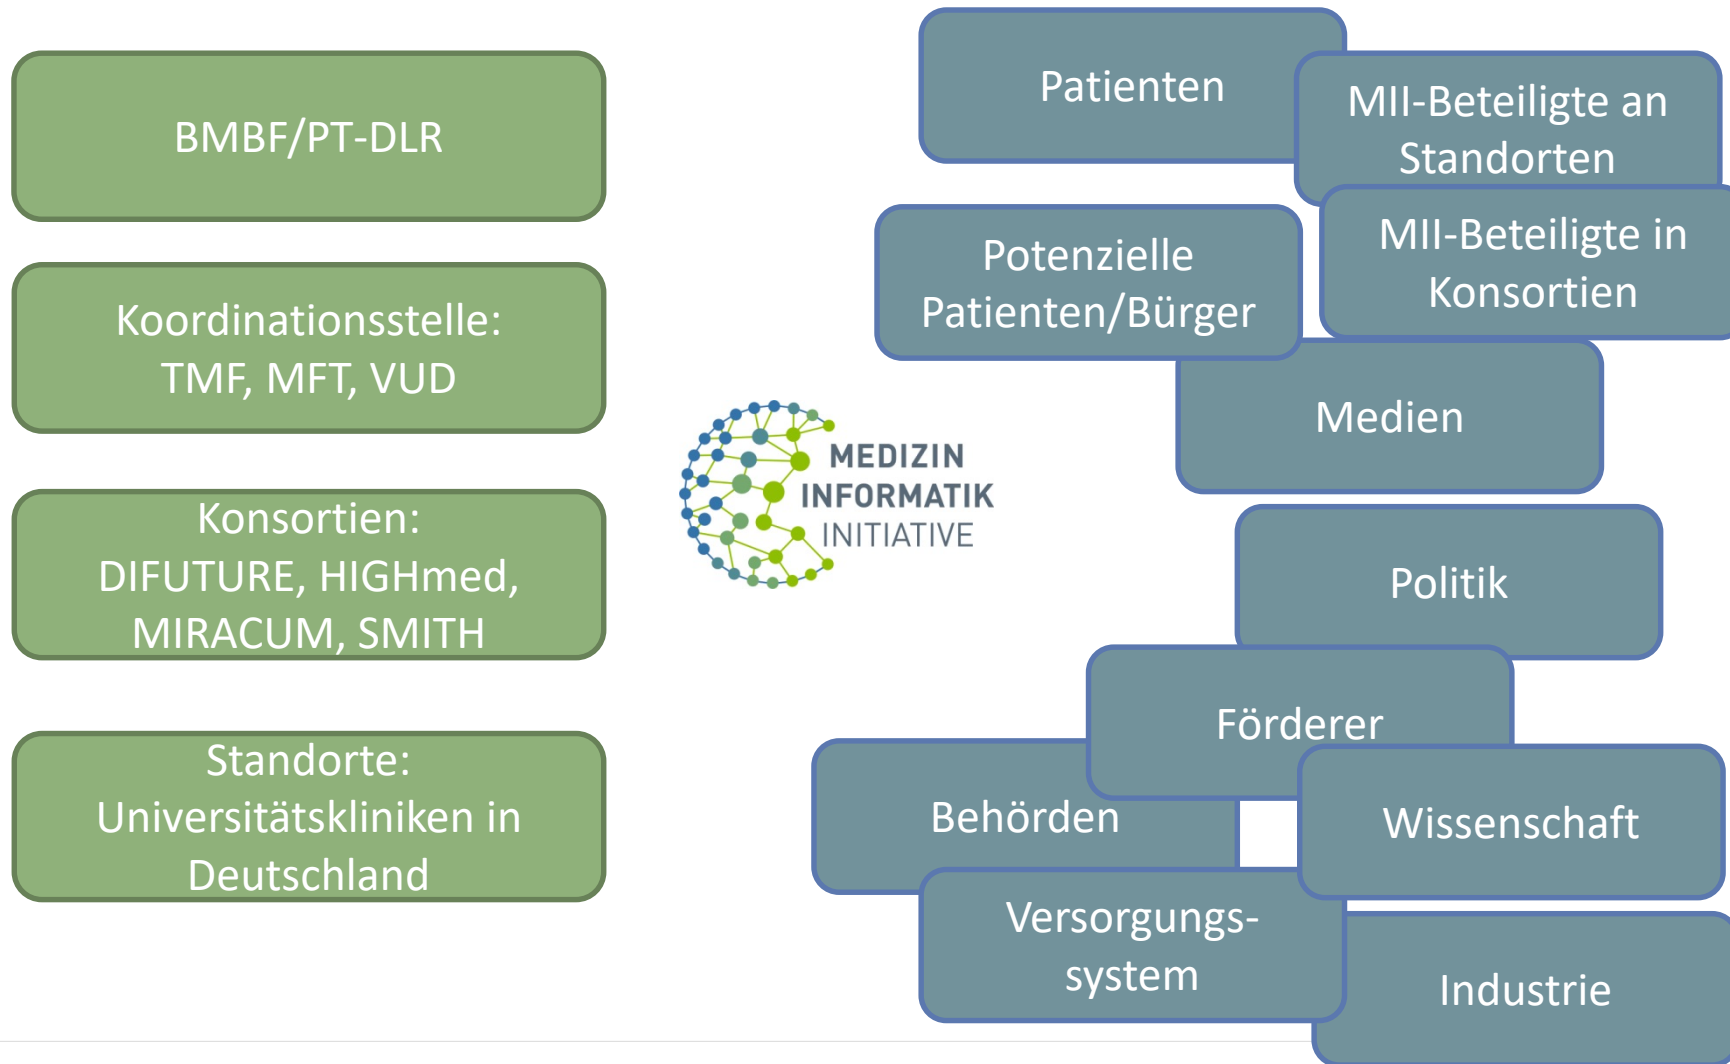 BMBF/PT-DLR
Koordinationsstelle:
TMF, MFT, VUD
Konsortien:
DIFUTURE, HIGHmed,
MIRACUM, SMITH
Standorte:
Universitätskliniken in
Deutschland
MEDIZIN
INFORMATIK
INITIATIVE
Patienten
MII-Beteiligte an
Standorten
Potenzielle
Patienten/Bürger
MII-Beteiligte in
Konsortien
Medien
Politik
Förderer
Behörden
Wissenschaft
Versorgungs-
system
Industrie